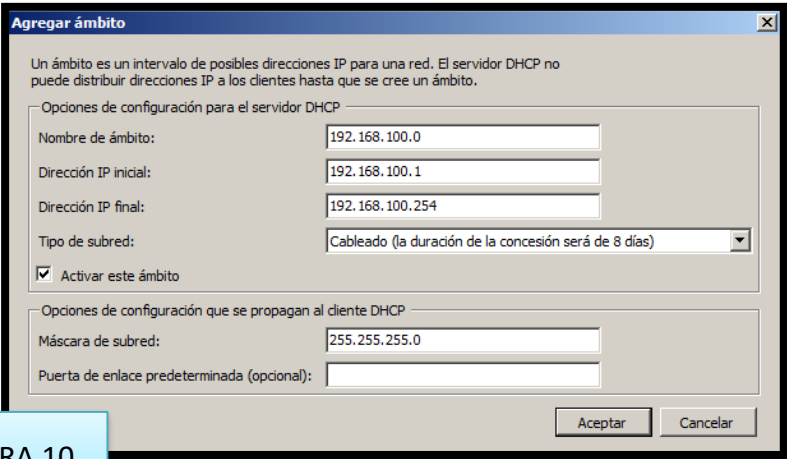 Agregar ámbito
Un ámbito es un intervalo de posibles direcciones IP para una red. El servidor DHCP no
puede distribuir direcciones IP a los clientes hasta que se cree un ámbito.
Opciones de configuración para el servidor DHCP
Nombre de ámbito: 192.168.100.0
Dirección IP inicial: 192.168.100.1
Dirección IP final: 192.168.100.254
Tipo de subred: Cableado (la duración de la concesión será de 8 días)
Activar este ámbito
Opciones de configuración que se propagan al cliente DHCP
Máscara de subred: 255.255.255.0
Puerta de enlace predeterminada (opcional):
Aceptar Cancelar
RA 10